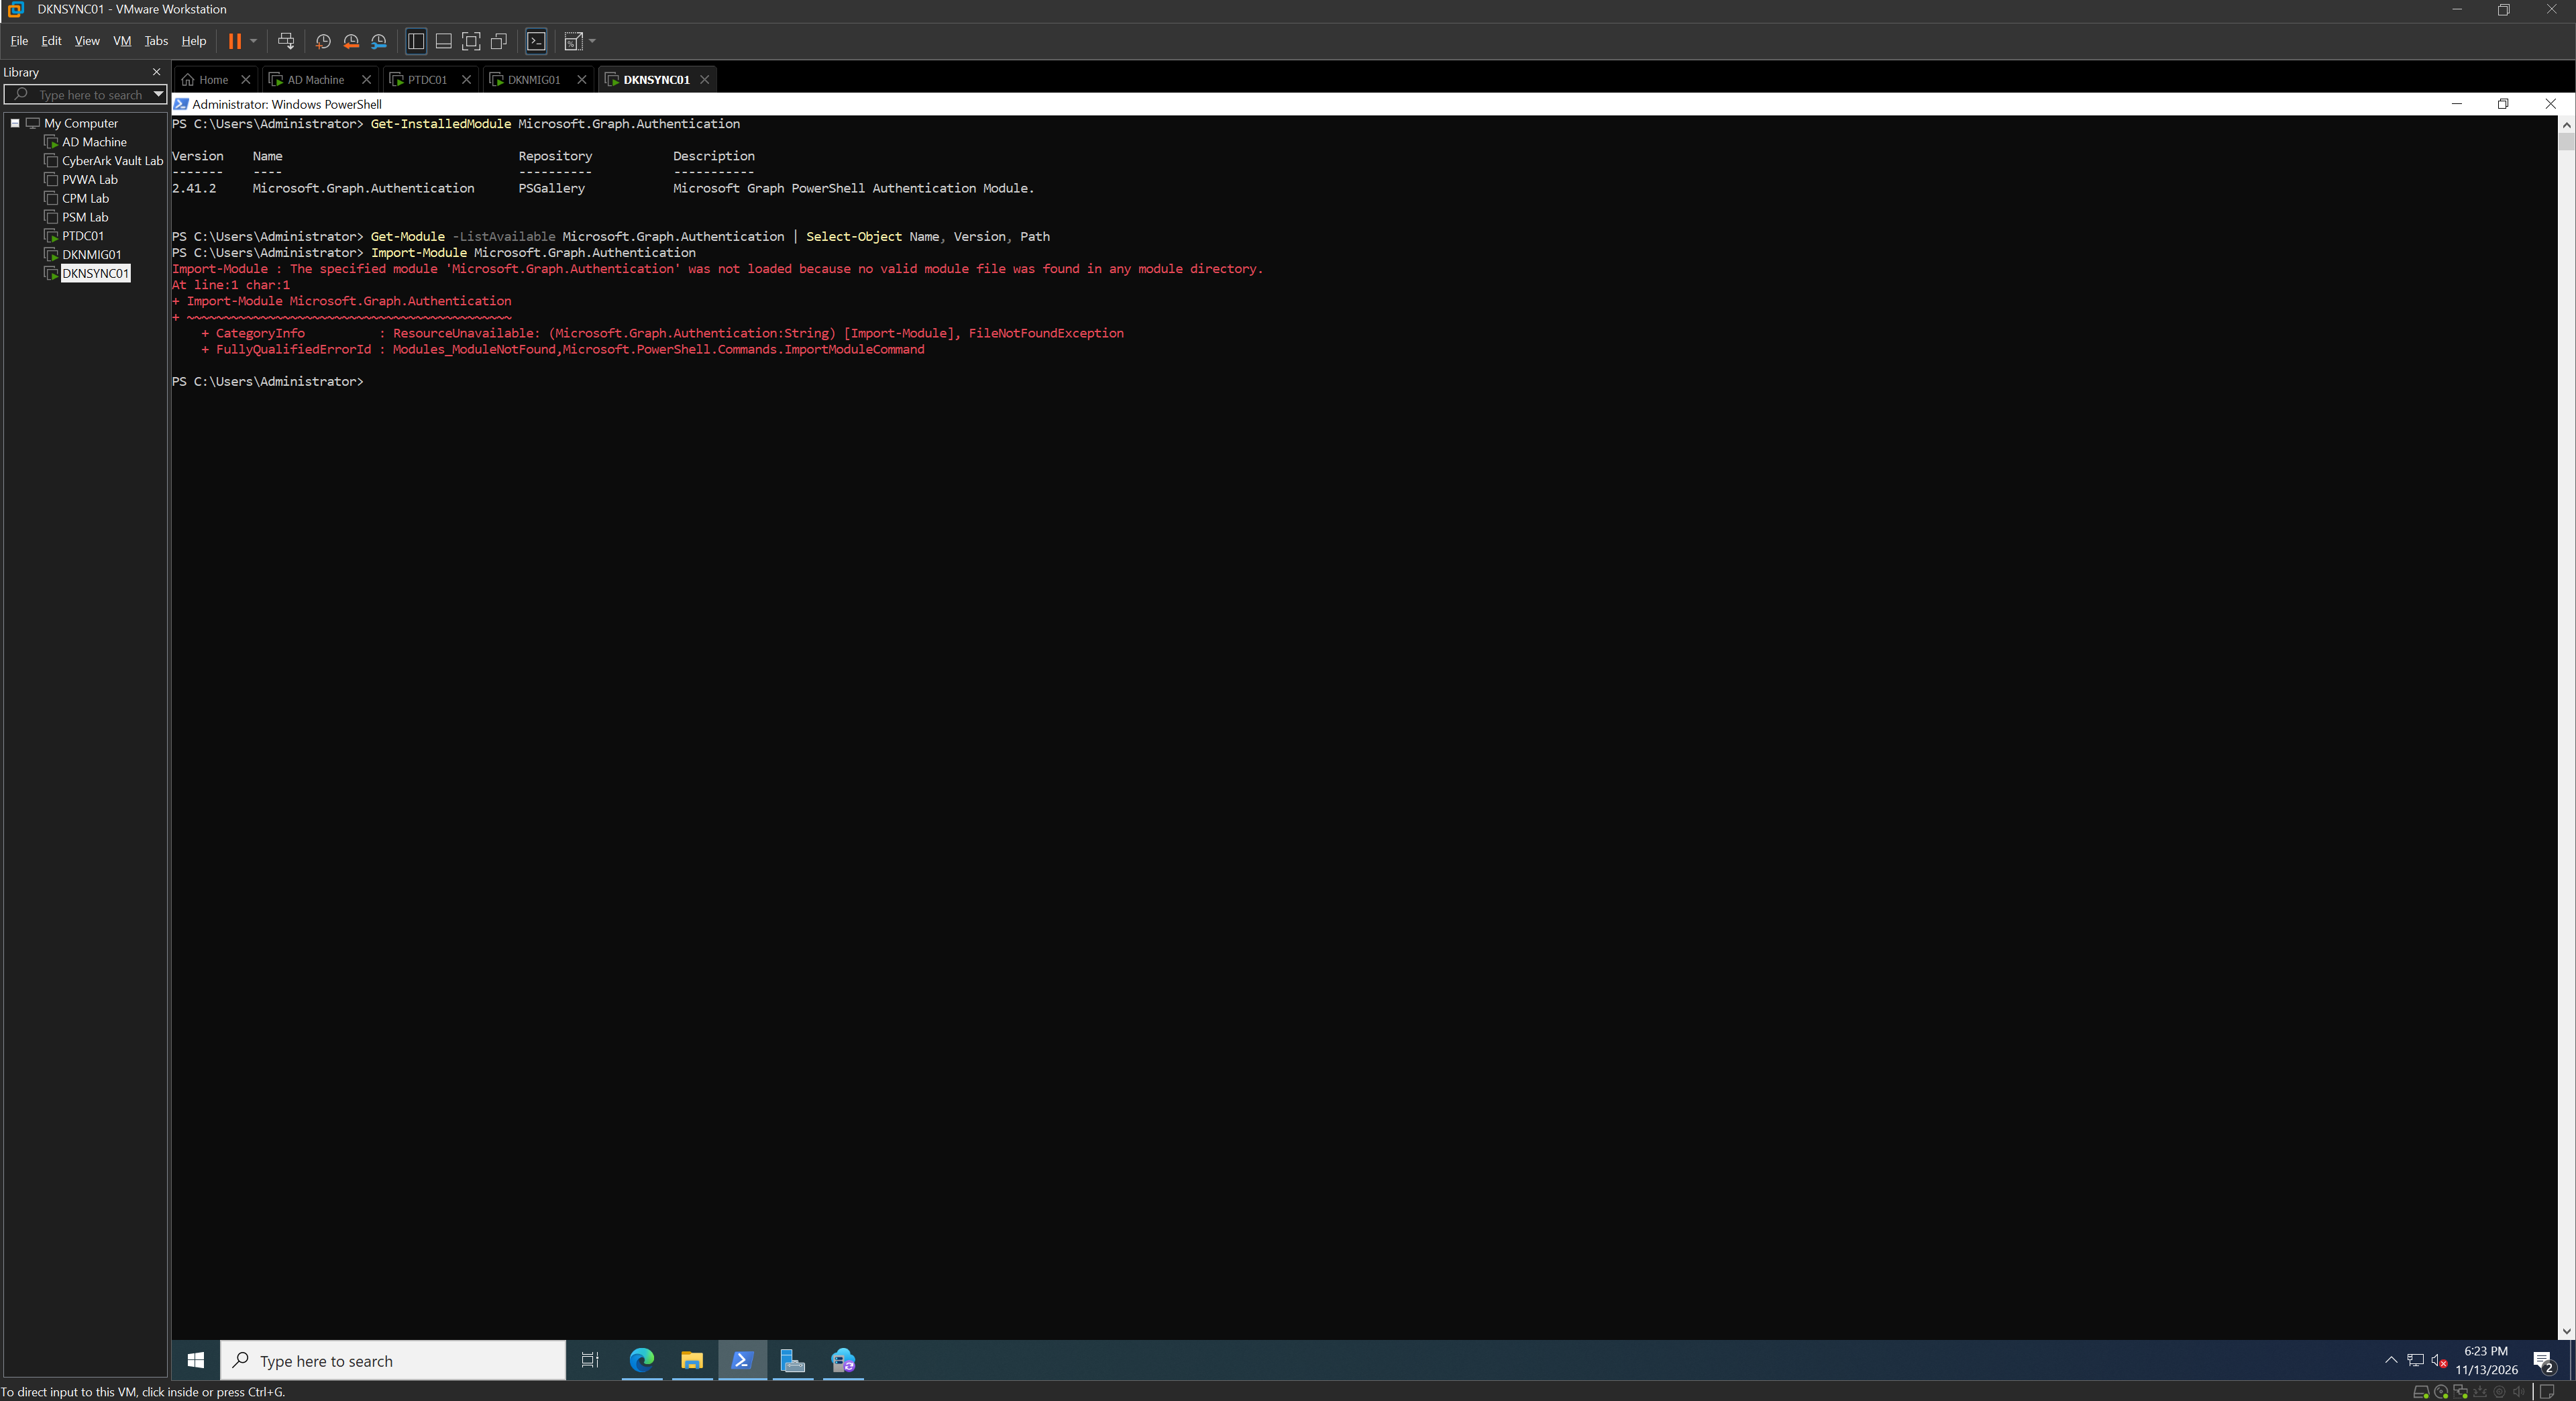 DKNSYNC01 - VMware Workstation
File Edit View VM Tabs Help
Library
Type here to search
My Computer
AD Machine
CyberArk Vault Lab
PVWA Lab
CPM Lab
PSM Lab
PTDC01
DKNMIG01
DKNSYNC01
Home AD Machine PTDC01 DKNMIG01 DKNSYNC01
Administrator: Windows PowerShell
PS C:\Users\Administrator> Get-InstalledModule Microsoft.Graph.Authentication
Version Name Repository Description
------- ---- ---------- -----------
2.41.2 Microsoft.Graph.Authentication PSGallery Microsoft Graph PowerShell Authentication Module.
PS C:\Users\Administrator> Get-Module -ListAvailable Microsoft.Graph.Authentication | Select-Object Name, Version, Path
PS C:\Users\Administrator> Import-Module Microsoft.Graph.Authentication
Import-Module : The specified module 'Microsoft.Graph.Authentication' was not loaded because no valid module file was found in any module directory.
At line:1 char:1
+ Import-Module Microsoft.Graph.Authentication
+ ~~~~~~~~~~~~~~~~~~~~~~~~~~~~~~~~~~~~~~~~~~~~
+ CategoryInfo : ResourceUnavailable: (Microsoft.Graph.Authentication:String) [Import-Module], FileNotFoundException
+ FullyQualifiedErrorId : Modules_ModuleNotFound,Microsoft.PowerShell.Commands.ImportModuleCommand
PS C:\Users\Administrator>
Type here to search
6:23 PM
11/13/2026
2
To direct input to this VM, click inside or press Ctrl+G.